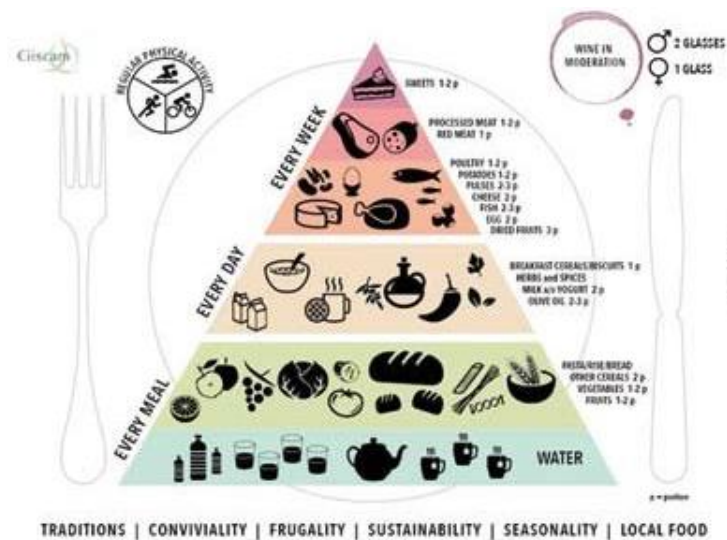 Ciiscam
REGULAR PHYSICAL ACTIVITY
WINE IN
MODERATION
2 GLASSES
1 GLASS
EVERY WEEK
SWEETS 1-2 p
PROCESSED MEAT 1-2 p
RED MEAT 1 p
POULTRY 1-2 p
POTATOES 1-2 p
PULSES 2-3 p
CHEESE 2 p
FISH 2-3 p
EGG 2 p
DRIED FRUITS 3 p
EVERY DAY
BREAKFAST CEREALS/BISCUITS 1 p
HERBS and SPICES
MILK a/o YOGURT 2 p
OLIVE OIL 2-3 p
EVERY MEAL
PASTA/RISE/BREAD
OTHER CEREALS 2 p
VEGETABLES 1-2 p
FRUITS 1-2 p
WATER
p = portion
TRADITIONS | CONVIVIALITY | FRUGALITY | SUSTAINABILITY | SEASONALITY | LOCAL FOOD